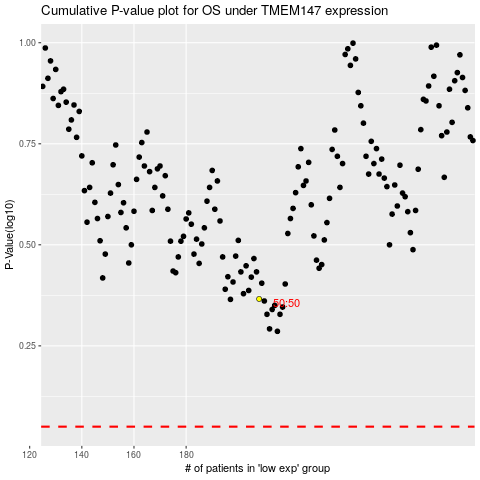 Cumulative P-value plot for OS under TMEM147 expression
P-Value(log10)
1.00
0.75
0.50
0.25
50:50
120 140 160 180
# of patients in 'low exp' group